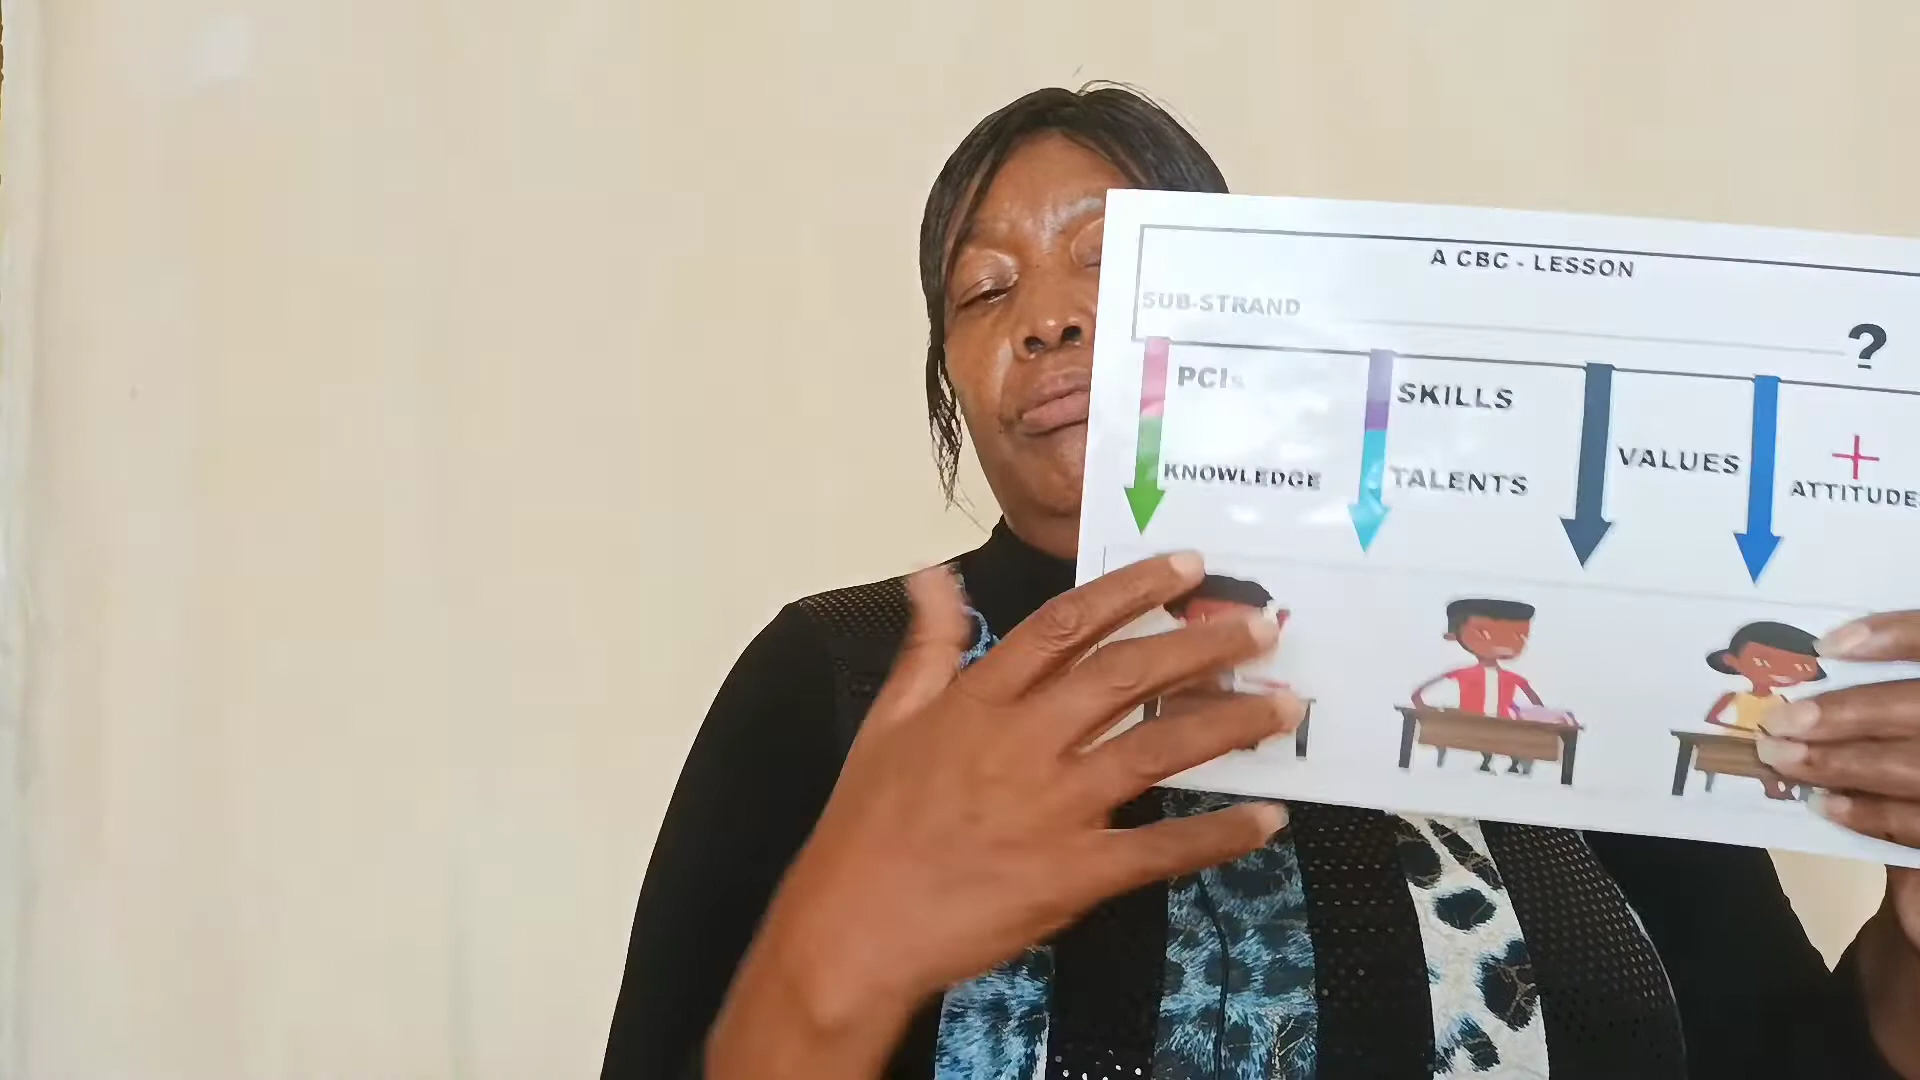 A CBC - LESSON
SUB-STRAND
?
PCIs
SKILLS
VALUES
+
KNOWLEDGE
TALENTS
ATTITUDE